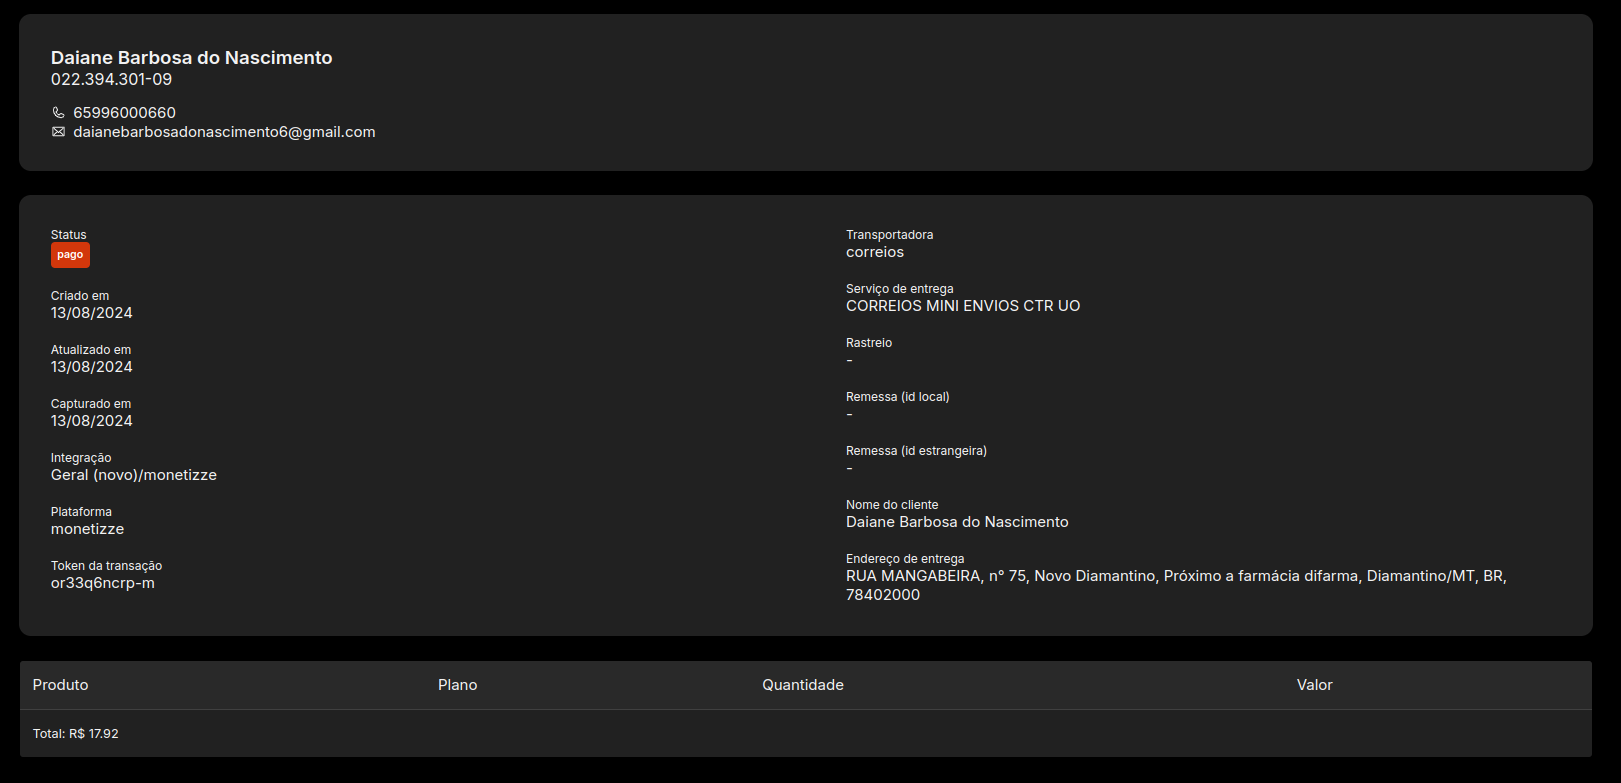 Daiane Barbosa do Nascimento
022.394.301-09
65996000660
daianebarbosadonascimento6@gmail.com
Status
pago
Criado em
13/08/2024
Atualizado em
13/08/2024
Capturado em
13/08/2024
Integração
Geral (novo)/monetizze
Plataforma
monetizze
Token da transação
or33q6ncrp-m
Transportadora
correios
Serviço de entrega
CORREIOS MINI ENVIOS CTR UO
Rastreio
-
Remessa (id local)
-
Remessa (id estrangeira)
-
Nome do cliente
Daiane Barbosa do Nascimento
Endereço de entrega
RUA MANGABEIRA, n° 75, Novo Diamantino, Próximo a farmácia difarma, Diamantino/MT, BR,
78402000
Produto Plano Quantidade Valor
Total: R$ 17.92